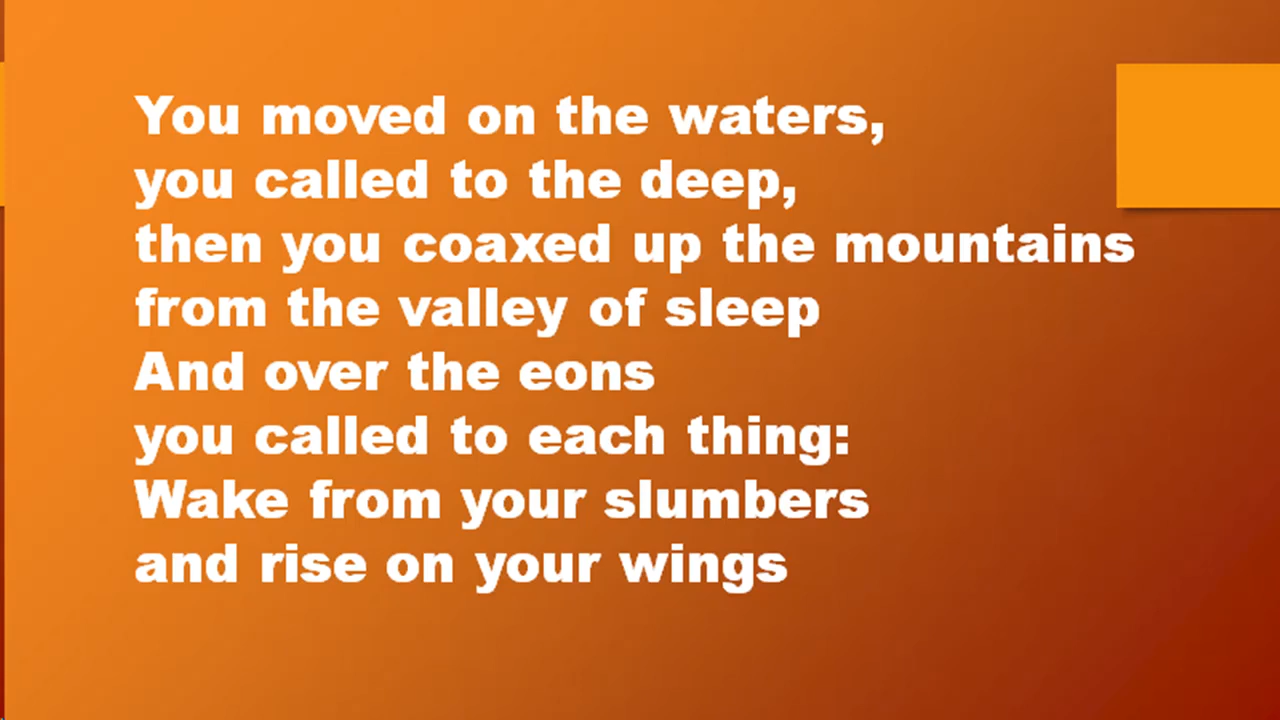 You moved on the waters,
you called to the deep,
then you coaxed up the mountains
from the valley of sleep
And over the eons
you called to each thing:
Wake from your slumbers
and rise on your wings